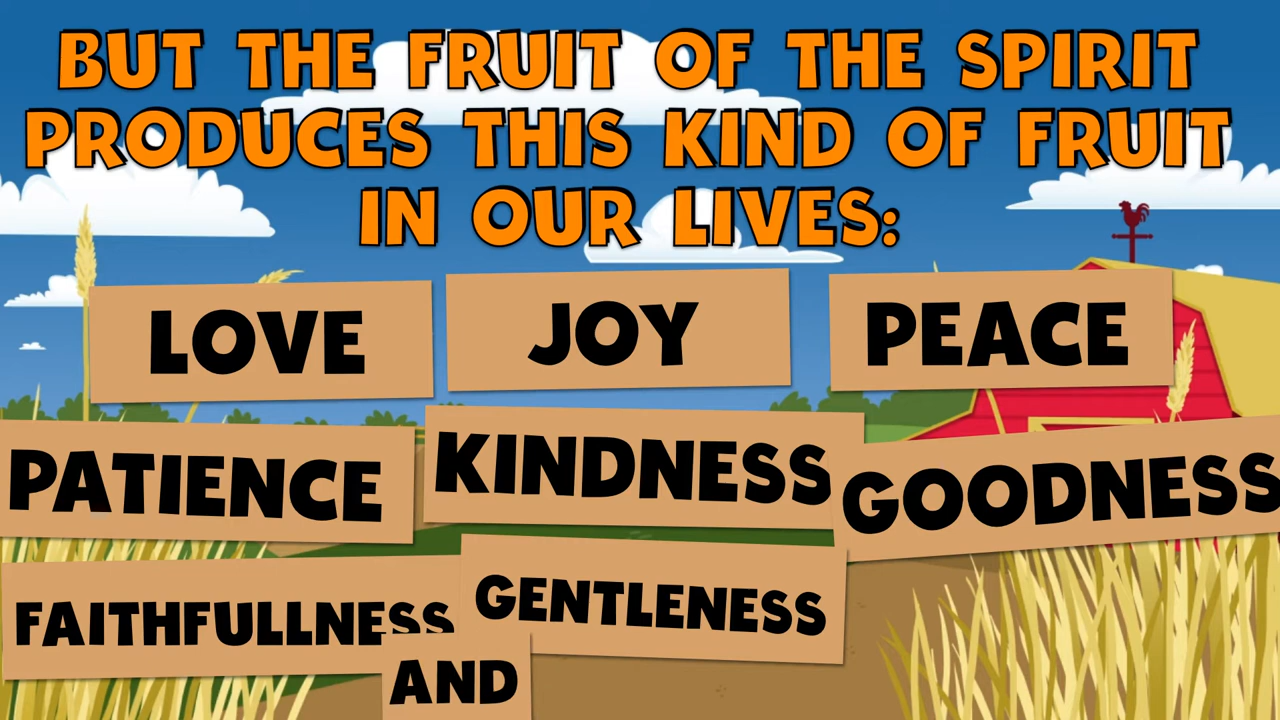 BUT THE FRUIT OF THE SPIRIT
PRODUCES THIS KIND OF FRUIT
IN OUR LIVES:
LOVE JOY PEACE
PATIENCE KINDNESS GOODNESS
FAITHFULLNESS GENTLENESS
AND